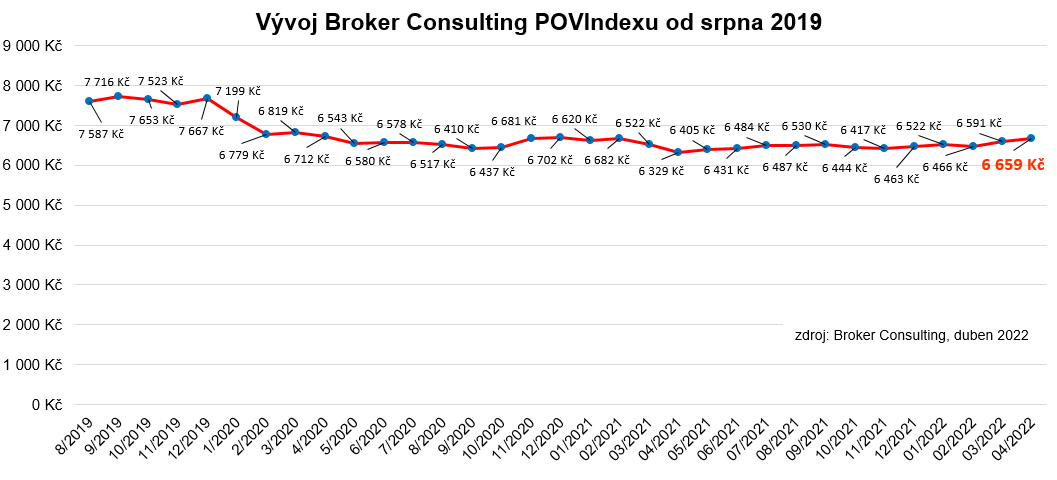 Vývoj Broker Consulting POVIndexu od srpna 2019
9 000 Kč
8 000 Kč
7 000 Kč
6 000 Kč
5 000 Kč
4 000 Kč
3 000 Kč
2 000 Kč
1 000 Kč
0 Kč
7 587 Kč
7 716 Kč
7 653 Kč
7 523 Kč
7 667 Kč
7 199 Kč
6 779 Kč
6 819 Kč
6 712 Kč
6 543 Kč
6 580 Kč
6 578 Kč
6 517 Kč
6 410 Kč
6 437 Kč
6 681 Kč
6 702 Kč
6 620 Kč
6 682 Kč
6 522 Kč
6 329 Kč
6 405 Kč
6 431 Kč
6 484 Kč
6 487 Kč
6 530 Kč
6 444 Kč
6 417 Kč
6 463 Kč
6 522 Kč
6 466 Kč
6 591 Kč
6 659 Kč
zdroj: Broker Consulting, duben 2022
8/2019
9/2019
10/2019
11/2019
12/2019
1/2020
2/2020
3/2020
4/2020
5/2020
6/2020
7/2020
8/2020
9/2020
10/2020
11/2020
12/2020
01/2021
02/2021
03/2021
04/2021
05/2021
06/2021
07/2021
08/2021
09/2021
10/2021
11/2021
12/2021
01/2022
02/2022
03/2022
04/2022